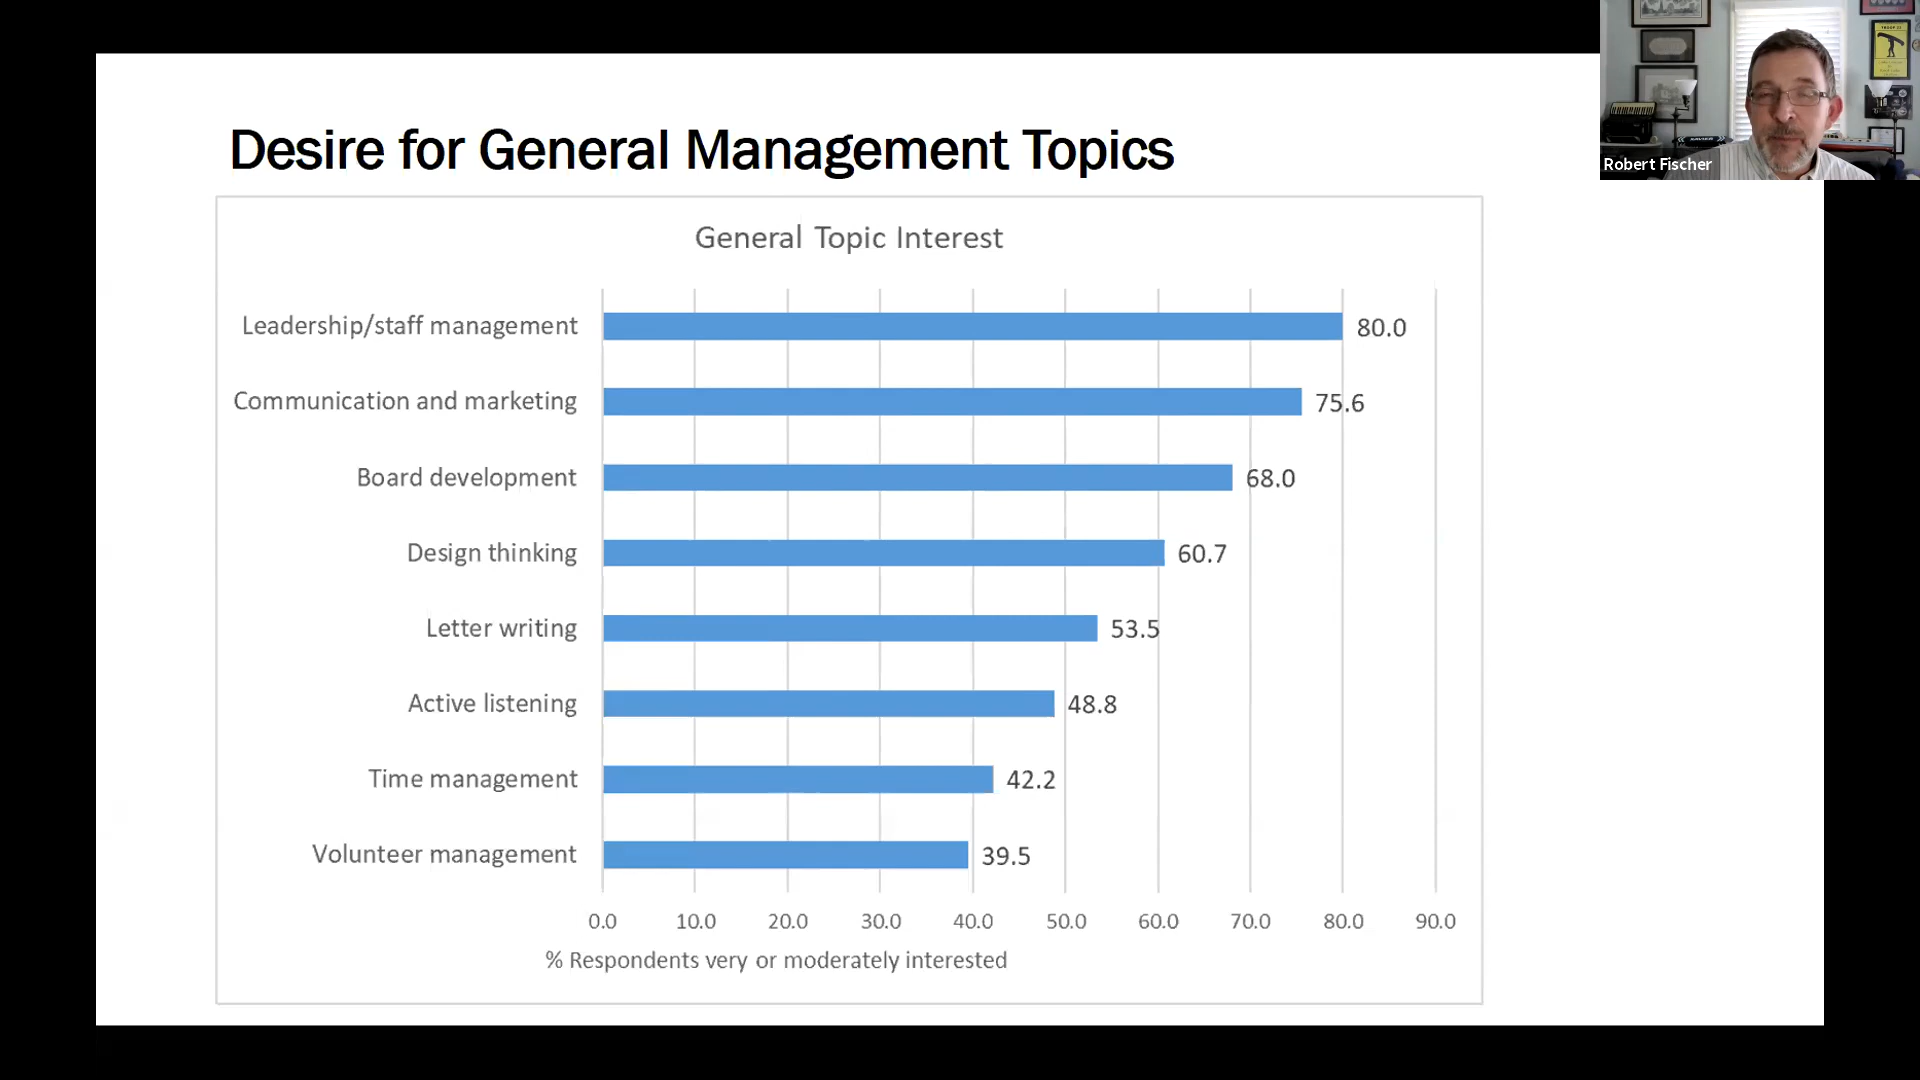 Desire for General Management Topics
Robert Fischer
General Topic Interest
Leadership/staff management 80.0
Communication and marketing 75.6
Board development 68.0
Design thinking 60.7
Letter writing 53.5
Active listening 48.8
Time management 42.2
Volunteer management 39.5
0.0 10.0 20.0 30.0 40.0 50.0 60.0 70.0 80.0 90.0
% Respondents very or moderately interested